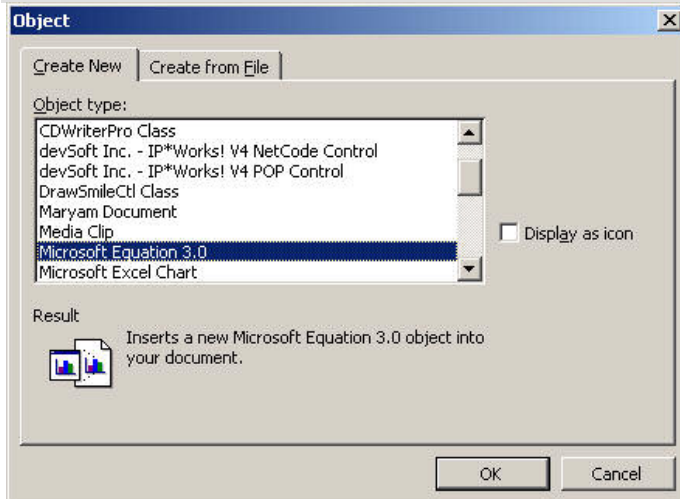 Object
Create New
Create from File
Object type:
CDWriterPro Class
devSoft Inc. - IP*Works! V4 NetCode Control
devSoft Inc. - IP*Works! V4 POP Control
DrawSmileCtl Class
Maryam Document
Media Clip
Microsoft Equation 3.0
Microsoft Excel Chart
Display as icon
Result
Inserts a new Microsoft Equation 3.0 object into
your document.
OK
Cancel